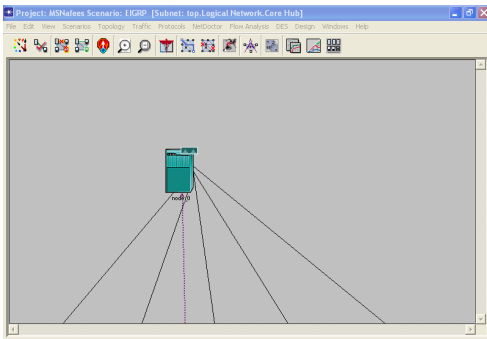 Project: MSNafees Scenario: EIGRP [Subnet: top.Logical Network.Core Hub]
File Edit View Scenarios Topology Traffic Protocols NetDoctor Flow Analysis DES Design Windows Help
node_0